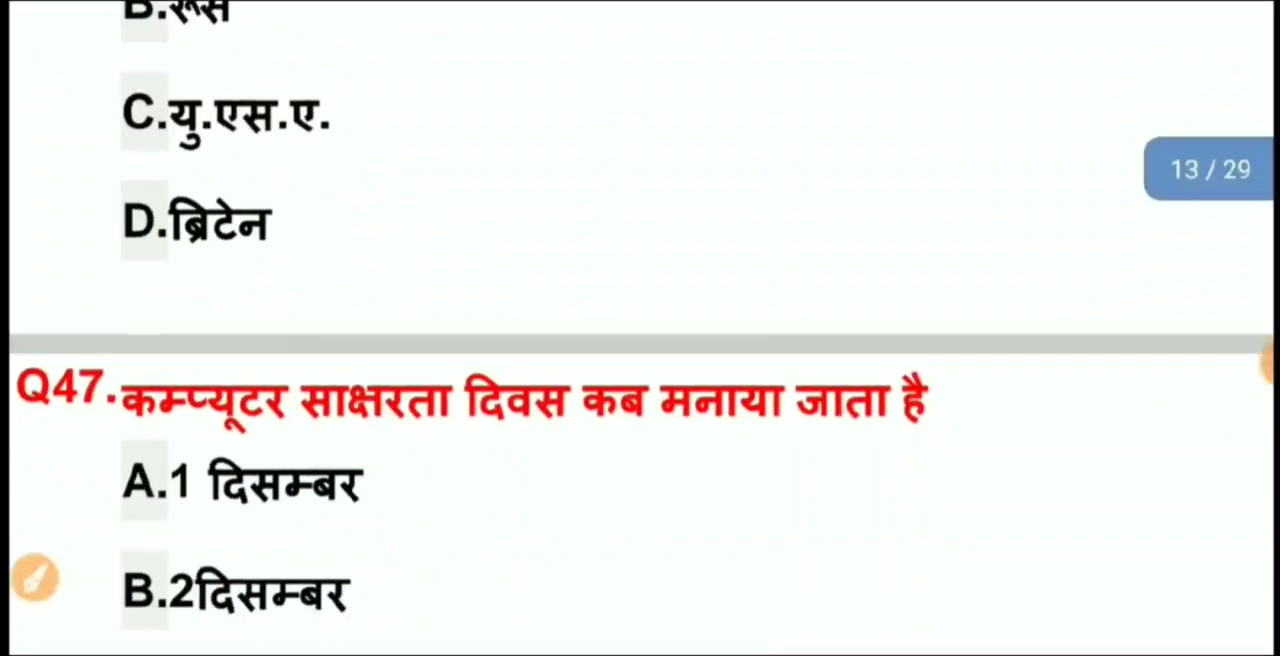 B.रूस
C.यु.एस.ए.
13 / 29
D.ब्रिटेन
Q47.कम्प्यूटर साक्षरता दिवस कब मनाया जाता है
A.1 दिसम्बर
B.2दिसम्बर